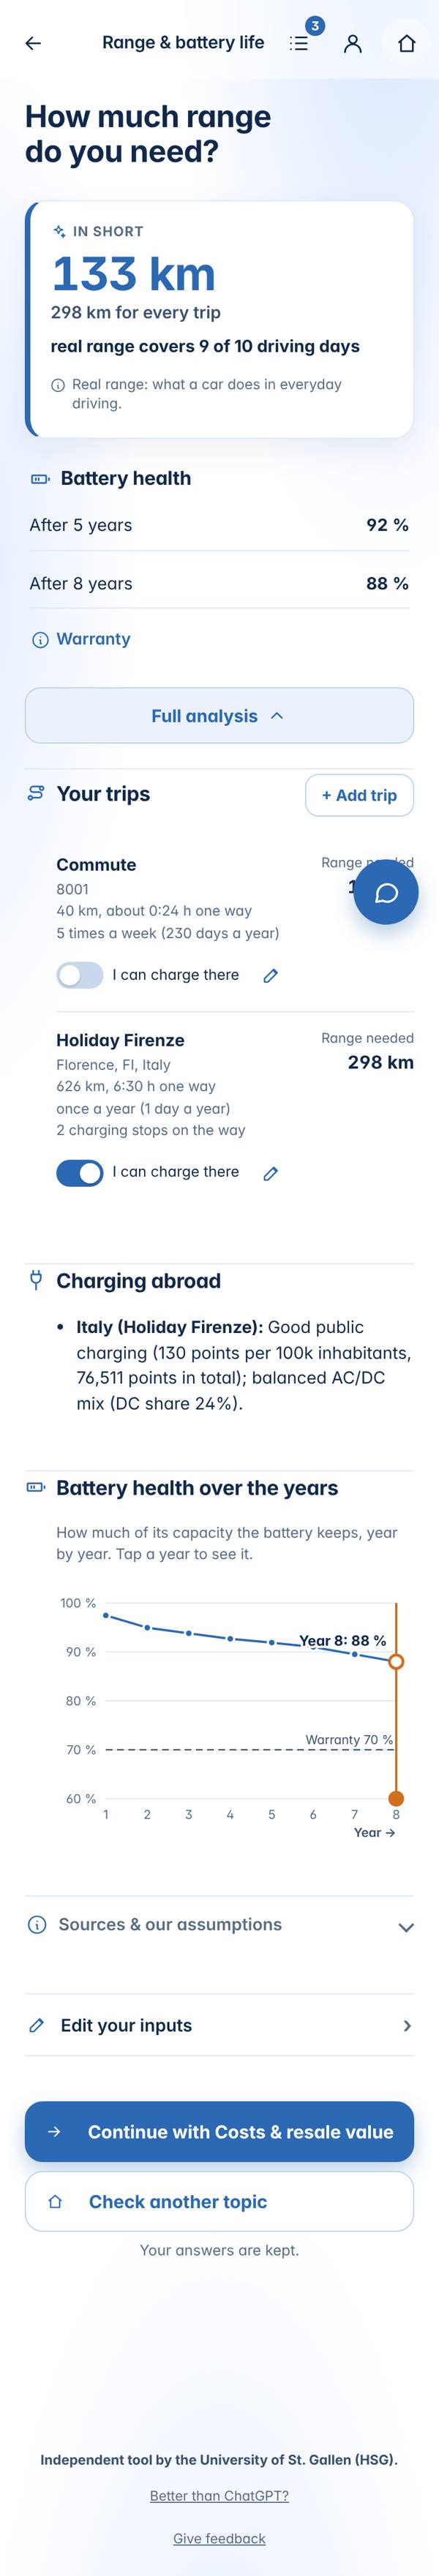 Range & battery life
3
How much range
do you need?
IN SHORT
133 km
298 km for every trip
real range covers 9 of 10 driving days
Real range: what a car does in everyday
driving.
Battery health
After 5 years 92 %
After 8 years 88 %
Warranty
Full analysis
Your trips
+ Add trip
Commute
Range
8001
40 km, about 0:24 h one way
5 times a week (230 days a year)
I can charge there
Holiday Firenze
Range needed
Florence, FI, Italy
298 km
626 km, 6:30 h one way
once a year (1 day a year)
2 charging stops on the way
I can charge there
Charging abroad
• Italy (Holiday Firenze): Good public
charging (130 points per 100k inhabitants,
76,511 points in total); balanced AC/DC
mix (DC share 24%).
Battery health over the years
How much of its capacity the battery keeps, year
by year. Tap a year to see it.
100 %
Year 8: 88 %
90 %
80 %
Warranty 70 %
70 %
60 %
1 2 3 4 5 6 7 8
Year →
Sources & our assumptions
Edit your inputs
Continue with Costs & resale value
Check another topic
Your answers are kept.
Independent tool by the University of St. Gallen (HSG).
Better than ChatGPT?
Give feedback